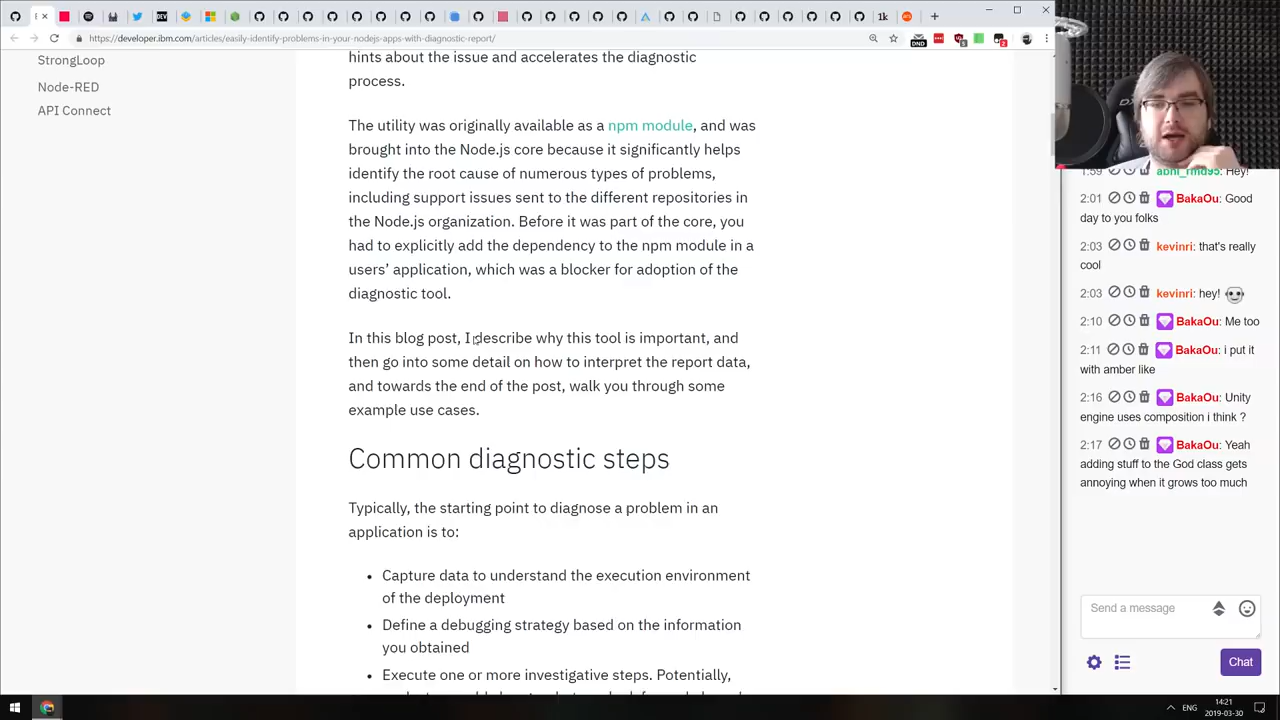 https://developer.ibm.com/articles/easily-identify-problems-in-your-nodejs-apps-with-diagnostic-report/
StrongLoop
Node-RED
API Connect
hints about the issue and accelerates the diagnostic
process.
The utility was originally available as a npm module, and was
brought into the Node.js core because it significantly helps
identify the root cause of numerous types of problems,
including support issues sent to the different repositories in
the Node.js organization. Before it was part of the core, you
had to explicitly add the dependency to the npm module in a
users’ application, which was a blocker for adoption of the
diagnostic tool.
In this blog post, I describe why this tool is important, and
then go into some detail on how to interpret the report data,
and towards the end of the post, walk you through some
example use cases.
Common diagnostic steps
Typically, the starting point to diagnose a problem in an
application is to:
• Capture data to understand the execution environment
of the deployment
• Define a debugging strategy based on the information
you obtained
• Execute one or more investigative steps. Potentially,
1:59 abhi_rmd95: Hey!
2:01 BakaOu: Good
day to you folks
2:03 kevinri: that's really
cool
2:03 kevinri: hey!
2:10 BakaOu: Me too
2:11 BakaOu: i put it
with amber like
2:16 BakaOu: Unity
engine uses composition i think ?
2:17 BakaOu: Yeah
adding stuff to the God class gets
annoying when it grows too much
Send a message
Chat
DEV
1k
DND
5
2
ENG
14:21
2019-03-30